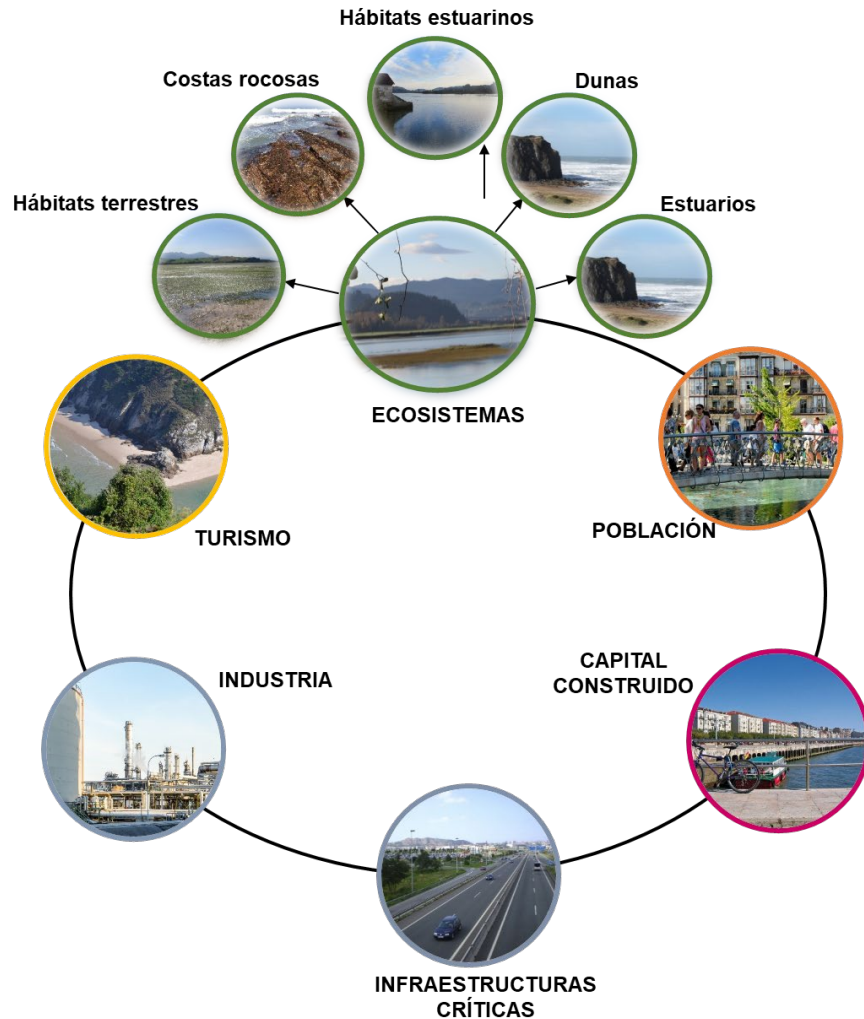 Hábitats estuarinos
Costas rocosas
Dunas
Hábitats terrestres
Estuarios
ECOSISTEMAS
TURISMO
POBLACIÓN
INDUSTRIA
CAPITAL
CONSTRUIDO
INFRAESTRUCTURAS
CRÍTICAS